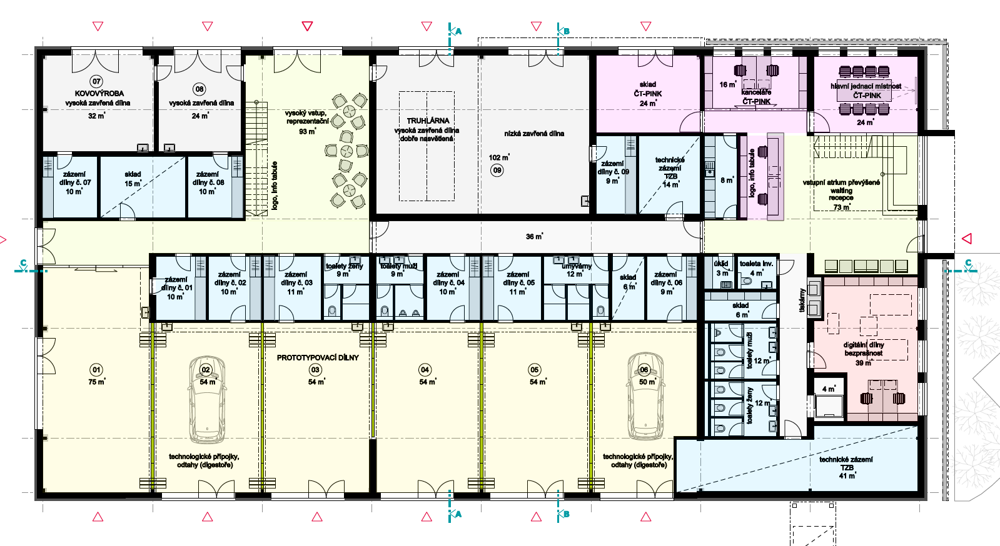 A
B
07
KOVOVÝROBA
vysoká zavřená dílna
32 m²
08
vysoká zavřená dílna
24 m²
vysoký vstup,
reprezentační
93 m²
logo, info tabule
TRUHLÁRNA
vysoká zavřená dílna
dobře nasvětlená
nízká zavřená dílna
102 m²
09
sklad
ČT-PINK
24 m²
16 m²
kanceláře
ČT-PINK
hlavní jednací místnost
ČT-PINK
24 m²
zázemí
dílny č. 07
10 m²
sklad
15 m²
zázemí
dílny č. 08
10 m²
zázemí
dílny č. 09
9 m²
technické
zázemí
TZB
14 m²
8 m²
logo, info tabule
vstupní atrium převýšené
waiting
recepce
73 m²
36 m²
C
C
zázemí
dílny č. 01
10 m²
zázemí
dílny č. 02
10 m²
zázemí
dílny č. 03
11 m²
toalety ženy
9 m²
toalety muži
9 m²
zázemí
dílny č. 04
10 m²
zázemí
dílny č. 05
11 m²
umývárny
12 m²
sklad
6 m²
zázemí
dílny č. 06
9 m²
úklid
3 m²
toaleta inv.
4 m²
sklad
6 m²
tiskárny
toalety muži
12 m²
toalety ženy
12 m²
digitální dílny
bezprašnost
39 m²
4 m²
PROTOTYPOVACÍ DÍLNY
01
75 m²
02
54 m²
03
54 m²
04
54 m²
05
54 m²
06
50 m²
technologické přípojky,
odtahy (digestoře)
technologické přípojky,
odtahy (digestoře)
technické zázemí
TZB
41 m²
A
B